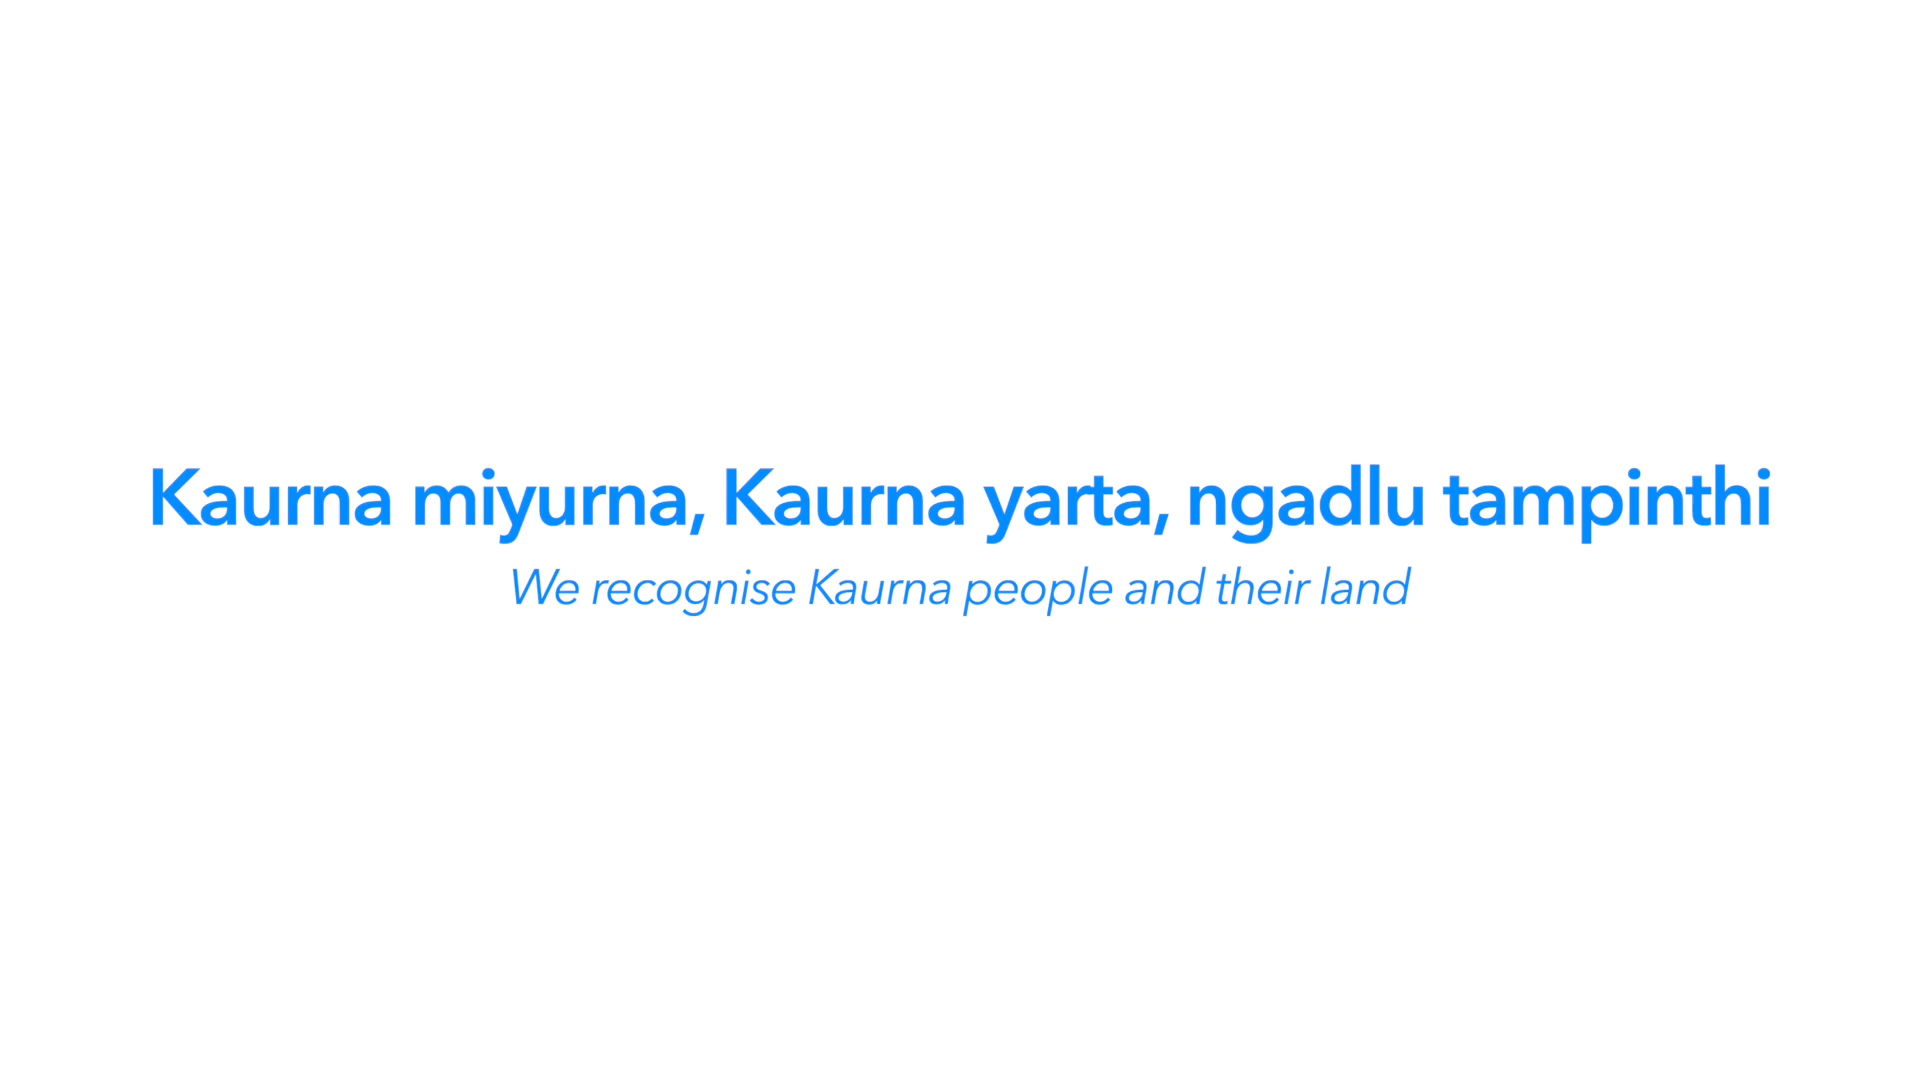 Kaurna miyurna, Kaurna yarta, ngadlu tampinthi
We recognise Kaurna people and their land